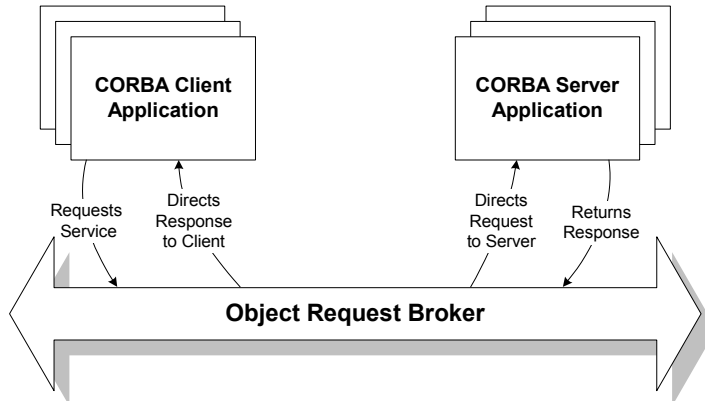 CORBA Client
Application
CORBA Server
Application
Requests
Service
Directs
Response
to Client
Directs
Request
to Server
Returns
Response
Object Request Broker